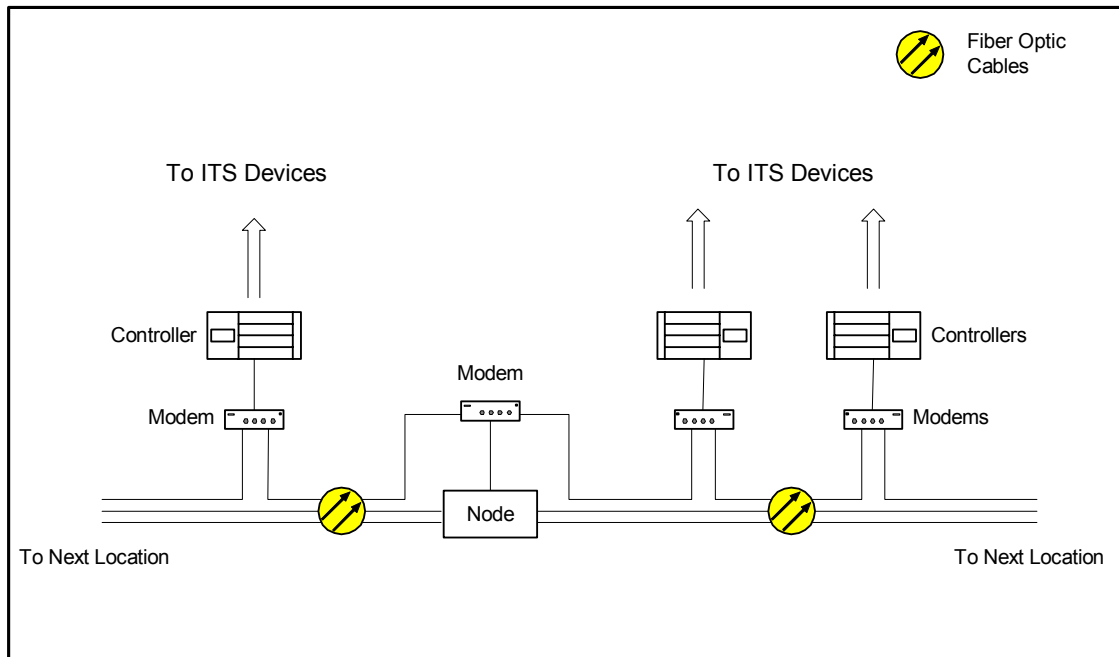 Fiber Optic
Cables
To ITS Devices
To ITS Devices
Controller
Controllers
Modem
Modem
Modems
Node
To Next Location
To Next Location